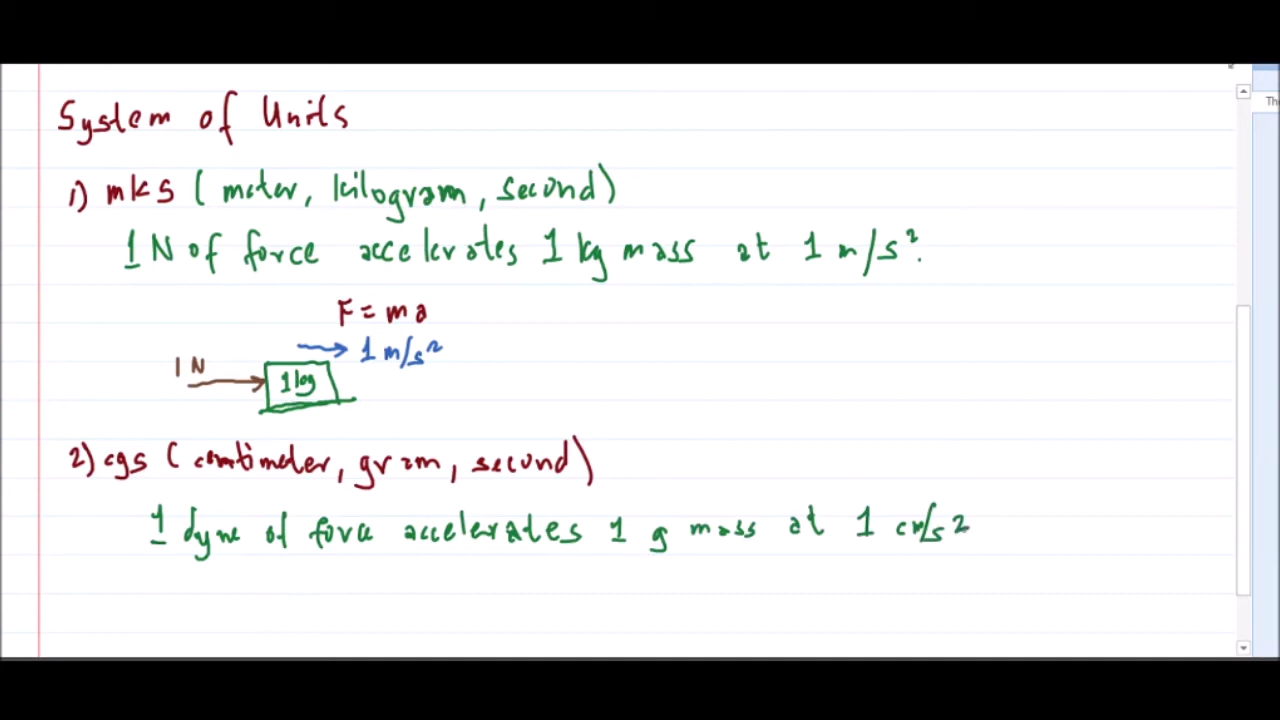 System of Units
1) mks (meter, kilogram, second)
1 N of force accelerates 1 kg mass at 1 m/s².
F = ma
→ 1 m/s²
1 N
1 kg
2) cgs (centimeter, gram, second)
1 dyne of force accelerates 1 g mass at 1 cm/s2